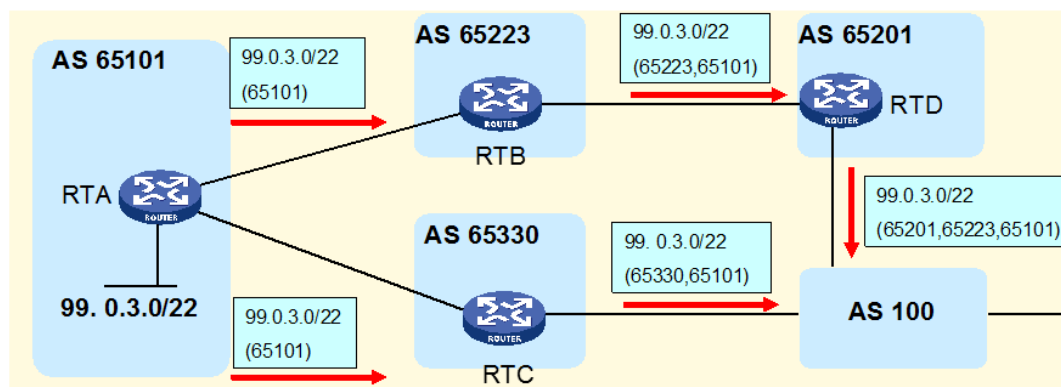 AS 65101
99.0.3.0/22
(65101)
AS 65223
99.0.3.0/22
(65223,65101)
AS 65201
ROUTER
RTB
ROUTER
RTD
RTA
ROUTER
99.0.3.0/22
(65201,65223,65101)
AS 65330
99. 0.3.0/22
(65330,65101)
99. 0.3.0/22
99.0.3.0/22
(65101)
ROUTER
RTC
AS 100